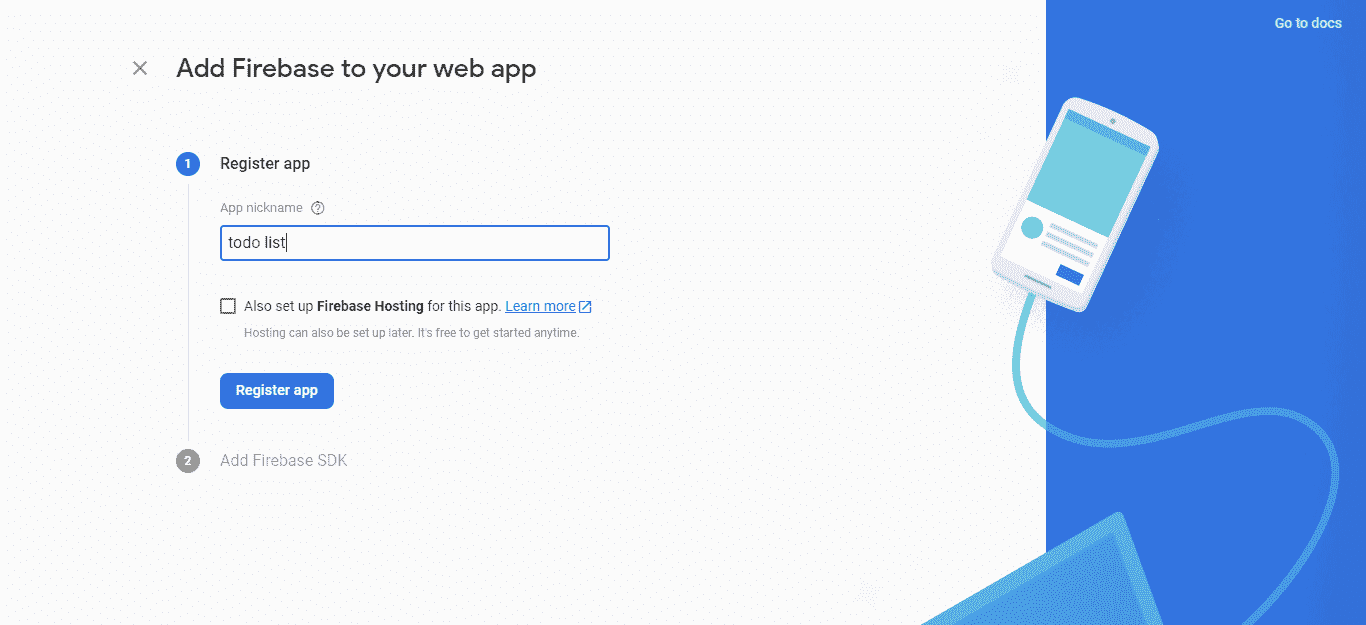 Go to docs
Add Firebase to your web app
1 Register app
App nickname ?
todo list
Also set up Firebase Hosting for this app. Learn more
Hosting can also be set up later. It's free to get started anytime.
Register app
2 Add Firebase SDK